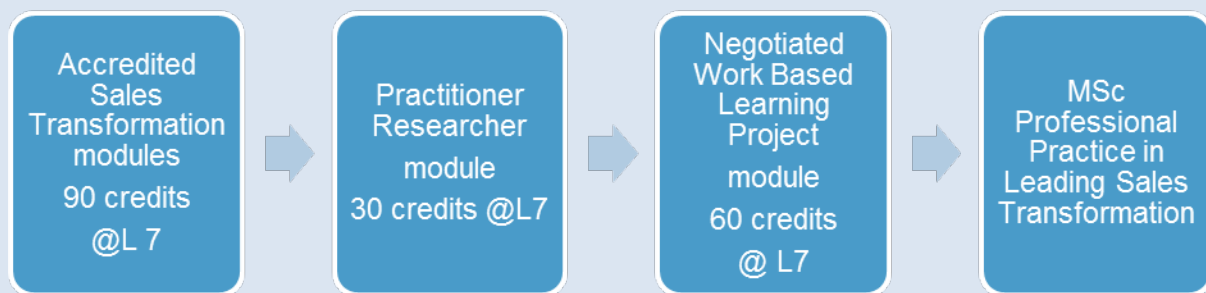 Accredited
Sales
Transformation
modules
90 credits
@L 7
Practitioner
Researcher
module
30 credits @L7
Negotiated
Work Based
Learning
Project
module
60 credits
@ L7
MSc
Professional
Practice in
Leading Sales
Transformation